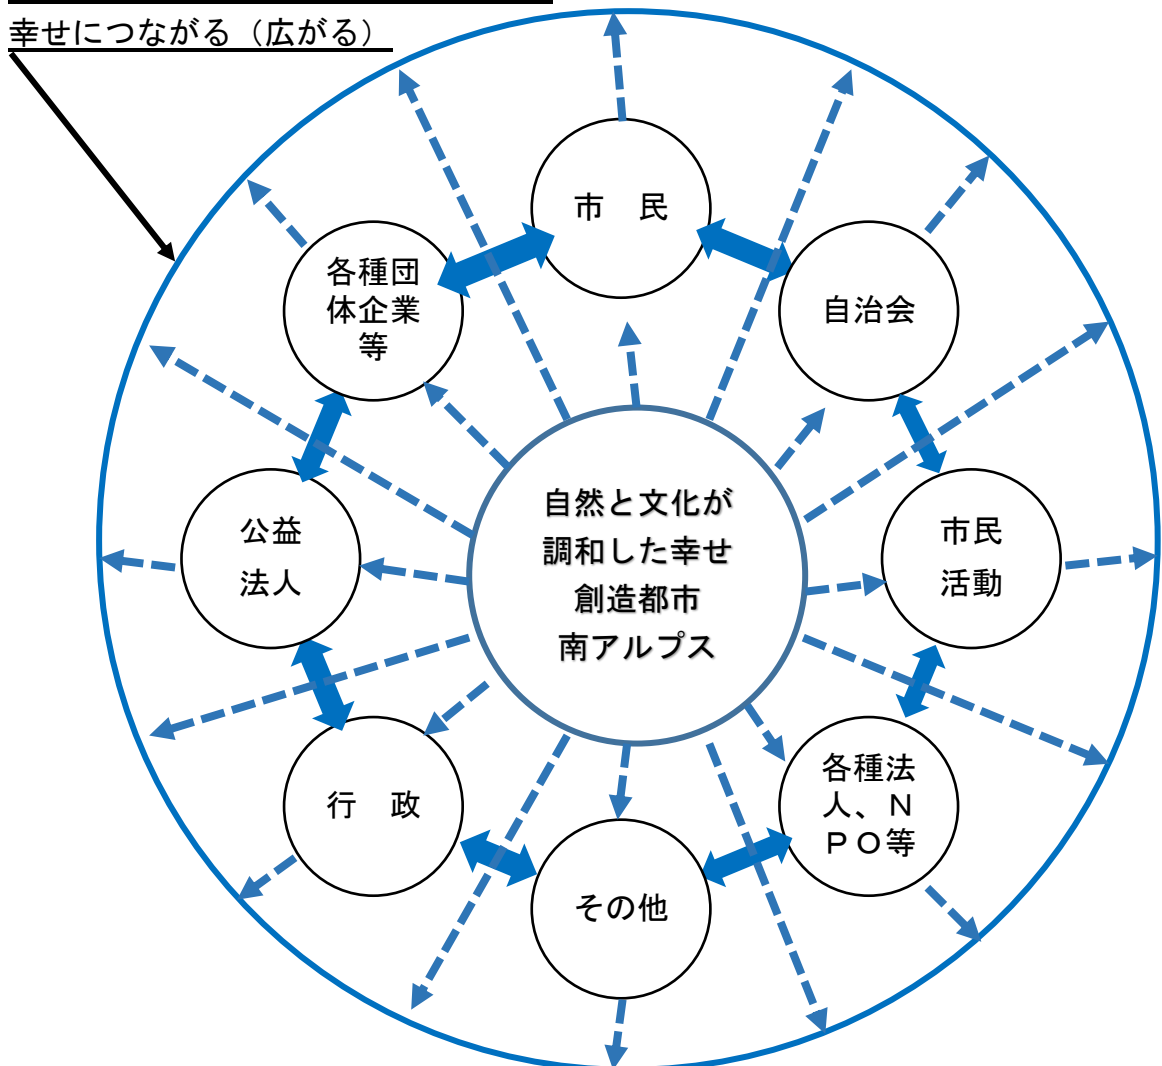 幸せにつながる（広がる）
市　民
各種団
体企業
等
自治会
自然と文化が
調和した幸せ
創造都市
南アルプス
公益
法人
市民
活動
行　政
各種法
人、Ｎ
ＰＯ等
その他